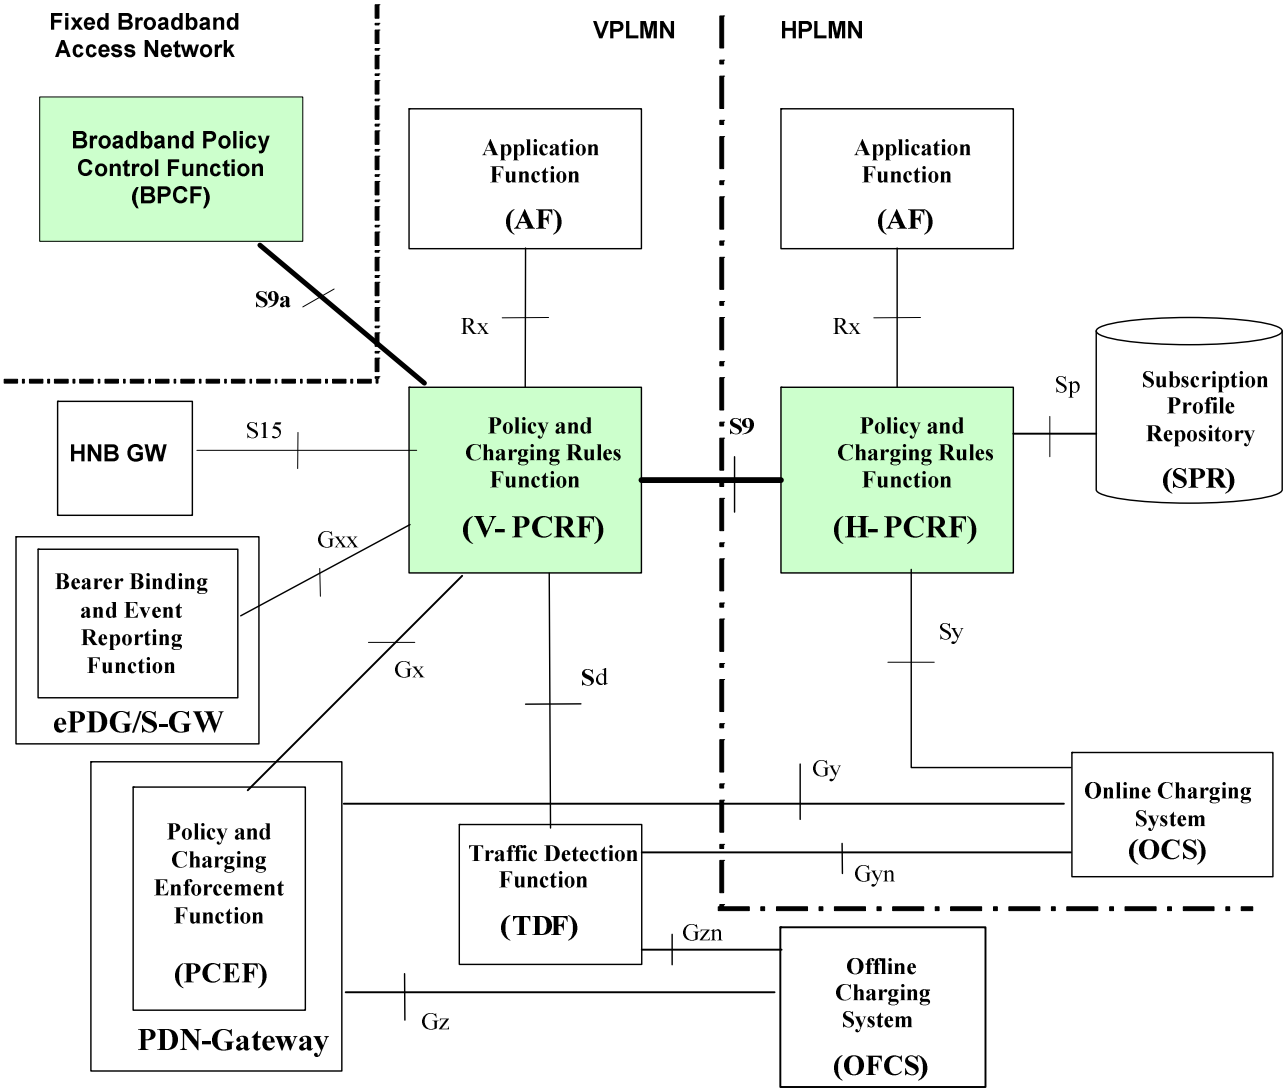 Fixed Broadband
Access Network
VPLMN
HPLMN
Broadband Policy
Control Function
(BPCF)
Application
Function
(AF)
Application
Function
(AF)
S9a
Rx
Rx
Sp
Subscription
Profile
Repository
(SPR)
HNB GW
S15
Policy and
Charging Rules
Function
(V- PCRF)
S9
Policy and
Charging Rules
Function
(H- PCRF)
Gxx
Bearer Binding
and Event
Reporting
Function
ePDG/S-GW
Gx
Sd
Sy
Gy
Policy and
Charging
Enforcement
Function
(PCEF)
PDN-Gateway
Traffic Detection
Function
(TDF)
Gyn
Online Charging
System
(OCS)
Gzn
Gz
Offline
Charging
System
(OFCS)